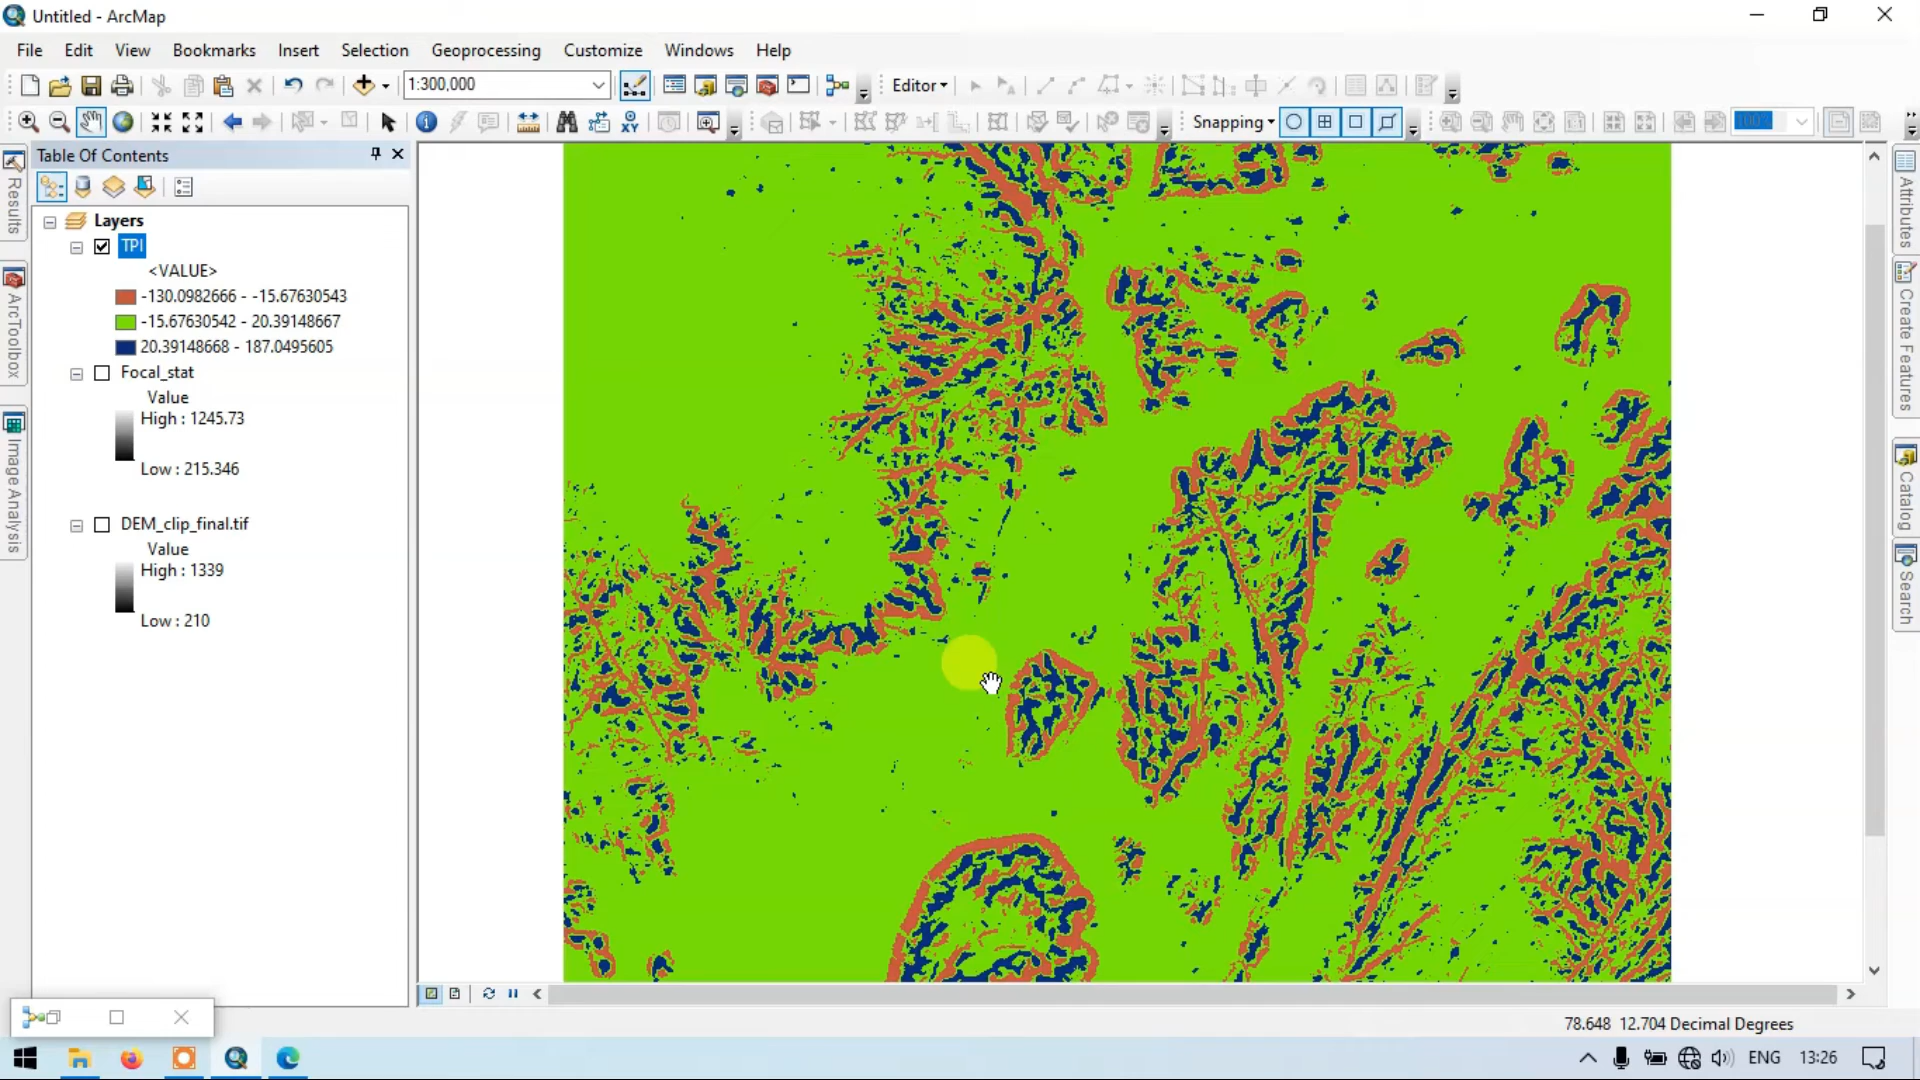 Untitled - ArcMap
File Edit View Bookmarks Insert Selection Geoprocessing Customize Windows Help
1:300,000
Editor
Snapping
100%
Table Of Contents
Results
ArcToolbox
Image Analysis
Layers
TPI
<VALUE>
-130.0982666 - -15.67630543
-15.67630542 - 20.39148667
20.39148668 - 187.0495605
Focal_stat
Value
High : 1245.73
Low : 215.346
DEM_clip_final.tif
Value
High : 1339
Low : 210
Attributes
Create Features
Catalog
Search
78.648 12.704 Decimal Degrees
ENG 13:26